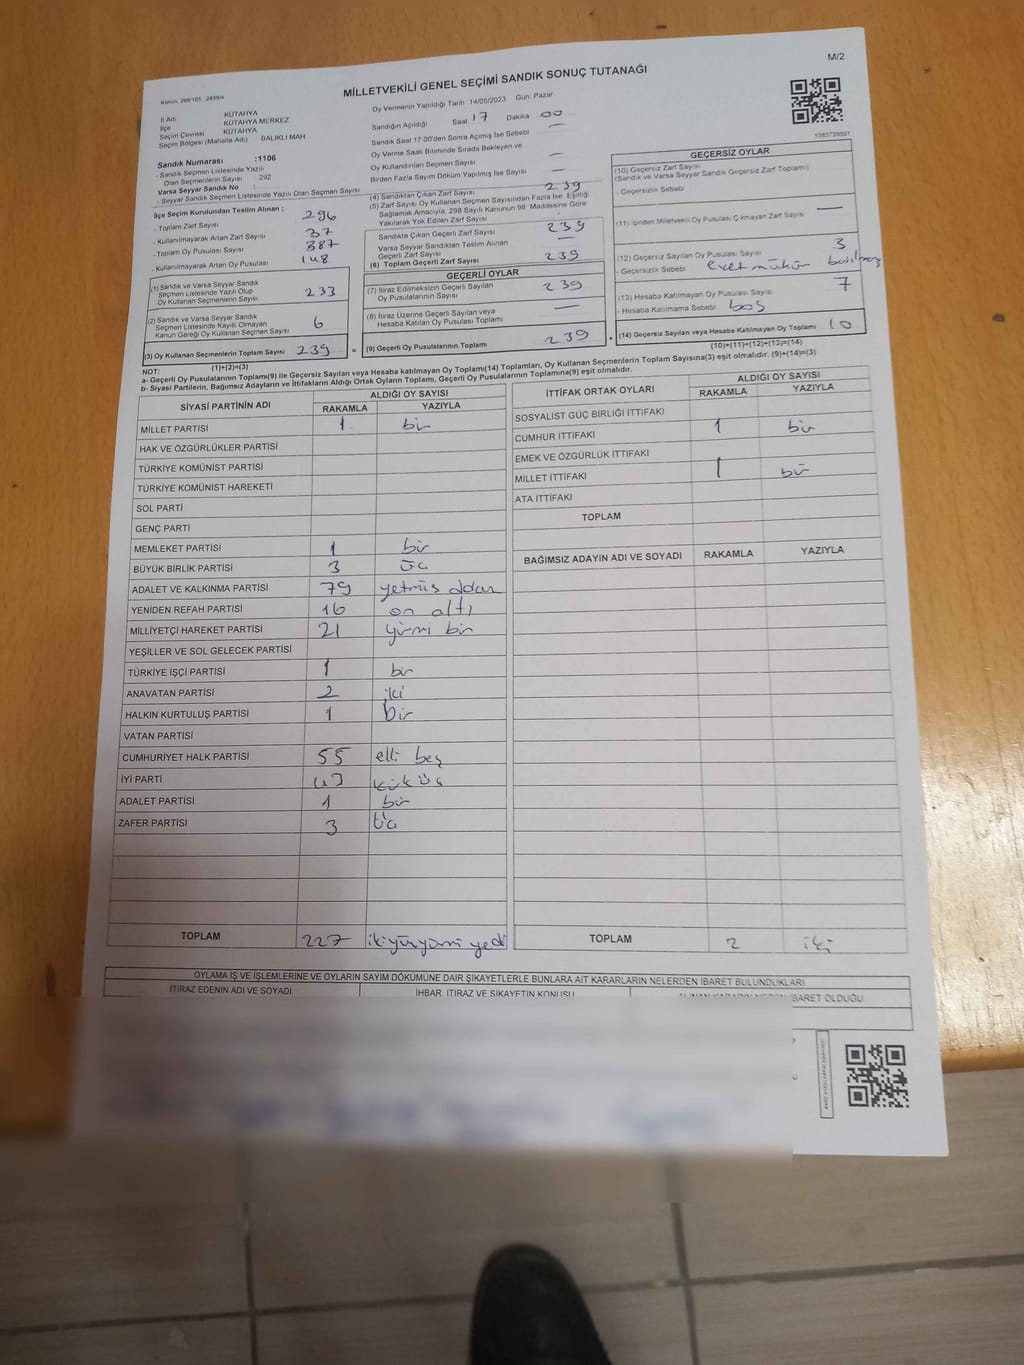 M/2
MİLLETVEKİLİ GENEL SEÇİMİ SANDIK SONUÇ TUTANAĞI
Oy Vermenin Yapıldığı Tarih 14/05/2023 Gün: Pazar
1083729501
İl Adı KÜTAHYA
İlçe KÜTAHYA MERKEZ
Seçim Çevresi KÜTAHYA
Seçim Bölgesi (Mahalle Adı) BALIKLI MAH
Sandık Numarası :1106
- Sandık Seçmen Listesinde Yazılı
Olan Seçmenlerin Sayısı 292
Varsa Seyyar Sandık No :
- Seyyar Sandık Seçmen Listesinde Yazılı Olan Seçmen Sayısı
İlçe Seçim Kurulundan Teslim Alınan ;
- Toplam Zarf Sayısı 296
- Kullanılmayarak Artan Zarf Sayısı 37
- Toplam Oy Pusulası Sayısı 387
- Kullanılmayarak Artan Oy Pusulası 148
(1) Sandık ve Varsa Seyyar Sandık
Seçmen Listesinde Yazılı Olup
Oy Kullanan Seçmenlerin Sayısı 233
(2) Sandık ve Varsa Seyyar Sandık
Seçmen Listesinde Kayıtlı Olmayan
Kanun Gereği Oy Kullanan Seçmenlerin Sayısı 6
(3) Oy Kullanan Seçmenlerin Toplam Sayısı 239
(1)+(2)=(3)
Sandığın Açıldığı Saat 17 Dakika 00
Sandık Saat 17:00'den Sonra Açımış İse Sebebi —
Oy Verme Saati Bitiminde Sırada Bekleyen ve
Oy Kullandırılan Seçmen Sayısı —
Birden Fazla Sayım Döküm Yapılmış İse Sayısı —
(4) Sandıktan Çıkan Zarf Sayısı 239
(5) Zarf Sayısı Oy Kullanan Seçmen Sayısından Fazla İse, Eşitliği
Sağlamak Amacıyla, 298 Sayılı Kanunun 98. Maddesine Göre
Yakılarak Yok Edilen Zarf Sayısı —
Sandıkta Çıkan Geçerli Zarf Sayısı 239
Varsa Seyyar Sandıktan Teslim Alınan
Geçerli Zarf Sayısı —
(6) Toplam Geçerli Zarf Sayısı 239
GEÇERLİ OYLAR
(7) İtiraz Edilmeksizin Geçerli Sayılan
Oy Pusulalarının Sayısı 239
(8) İtiraz Üzerine Geçerli Sayılan veya
Hesaba Katılan Oy Pusulası Toplamı —
= (9) Geçerli Oy Pusulalarının Toplamı 239 +
GEÇERSİZ OYLAR
(10) Geçersiz Zarf Sayısı
(Sandık ve Varsa Seyyar Sandık Geçersiz Zarf Toplamı)
- Geçersizlik Sebebi
(11) İçinden Milletvekili Oy Pusulası Çıkmayan Zarf Sayısı —
(12) Geçersiz Sayılan Oy Pusulası Sayısı 3
- Geçersizlik Sebebi evet mühür
(13) Hesaba Katılmayan Oy Pusulası Sayısı 7
- Hesaba Katılmama Sebebi boş
(14) Geçersiz Sayılan veya Hesaba Katılmayan Oy Toplamı 10
(10)+(11)+(12)+(13)=(14)
NOT:
a- Geçerli Oy Pusulalarının Toplamı(9) ile Geçersiz Sayılan veya Hesaba katılmayan Oy Toplamı(14) Toplamları, Oy Kullanan Seçmenlerin Toplam Sayısına(3) eşit olmalıdır. (9)+(14)=(3)
b- Siyasi Partilerin, Bağımsız Adayların ve İttifakların Aldığı Ortak Oyların Toplamı, Geçerli Oy Pusulalarının Toplamına(9) eşit olmalıdır.
SİYASİ PARTİNİN ADI ALDIĞI OY SAYISI
RAKAMLA YAZIYLA
MİLLET PARTİSİ 1 bir
HAK VE ÖZGÜRLÜKLER PARTİSİ
TÜRKİYE KOMÜNİST PARTİSİ
TÜRKİYE KOMÜNİST HAREKETİ
SOL PARTİ
GENÇ PARTİ
MEMLEKET PARTİSİ 1 bir
BÜYÜK BİRLİK PARTİSİ 3 üç
ADALET VE KALKINMA PARTİSİ 79 yetmiş dokuz
YENİDEN REFAH PARTİSİ 16 on altı
MİLLİYETÇİ HAREKET PARTİSİ 21 yirmi bir
YEŞİLLER VE SOL GELECEK PARTİSİ
TÜRKİYE İŞÇİ PARTİSİ 1 bir
ANAVATAN PARTİSİ 2 iki
HALKIN KURTULUŞ PARTİSİ 1 bir
VATAN PARTİSİ
CUMHURİYET HALK PARTİSİ 55 elli beş
İYİ PARTİ 43 kırk üç
ADALET PARTİSİ 1 bir
ZAFER PARTİSİ 3 üç
TOPLAM 227 ikiyüzyirmi yedi
İTTİFAK ORTAK OYLARI ALDIĞI OY SAYISI
RAKAMLA YAZIYLA
SOSYALİST GÜÇ BİRLİĞİ İTTİFAKI
CUMHUR İTTİFAKI 1 bir
EMEK VE ÖZGÜRLÜK İTTİFAKI
MİLLET İTTİFAKI 1 bir
ATA İTTİFAKI
TOPLAM
BAĞIMSIZ ADAYIN ADI VE SOYADI RAKAMLA YAZIYLA
TOPLAM 2 iki
OYLAMA İŞ VE İŞLEMLERİNE VE OYLARIN SAYIM DÖKÜMÜNE DAİR ŞİKAYETLERLE BUNLARA AİT KARARLARIN NELERDEN İBARET BULUNDUKLARI
İTİRAZ EDENİN ADI VE SOYADI İHBAR, İTİRAZ VE ŞİKAYETİN KONUSU İBARET OLDUĞU